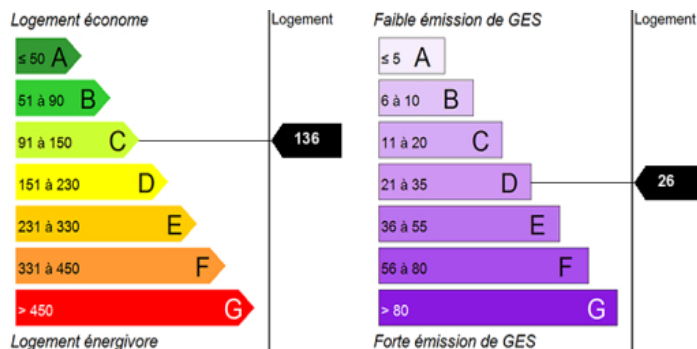 Logement économe
Logement
≤ 50 A
51 à 90 B
91 à 150 C
136
151 à 230 D
231 à 330 E
331 à 450 F
> 450 G
Logement énergivore
Faible émission de GES
Logement
≤ 5 A
6 à 10 B
11 à 20 C
21 à 35 D
26
36 à 55 E
56 à 80 F
> 80 G
Forte émission de GES